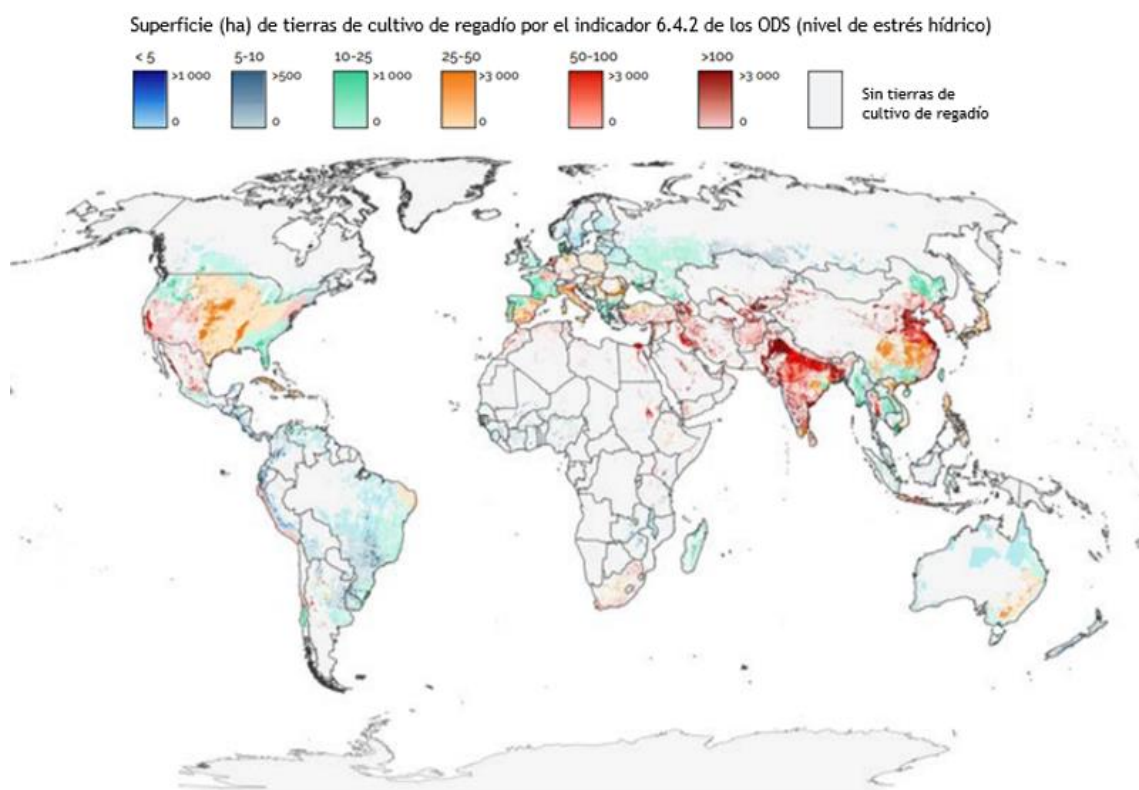 Superficie (ha) de tierras de cultivo de regadío por el indicador 6.4.2 de los ODS (nivel de estrés hídrico)
< 5 5-10 10-25 25-50 50-100 >100
>1 000 >500 >1 000 >3 000 >3 000 >3 000
0 0 0 0 0 0
Sin tierras de
cultivo de regadío